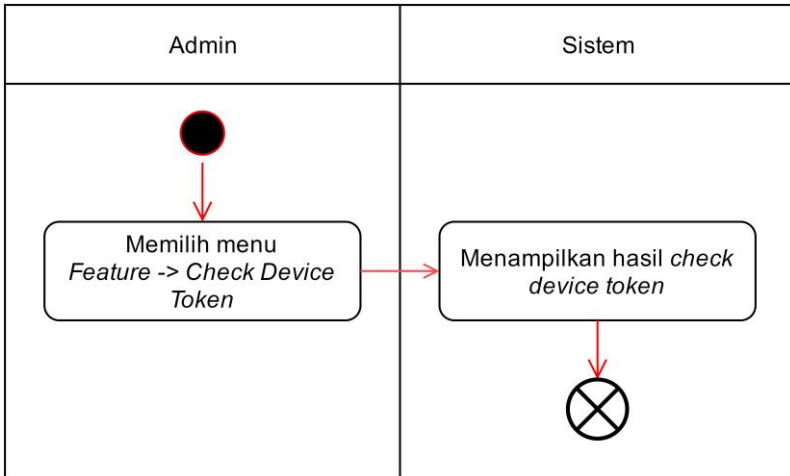 Admin
Sistem
Memilih menu
Feature -> Check Device
Token
Menampilkan hasil check
device token